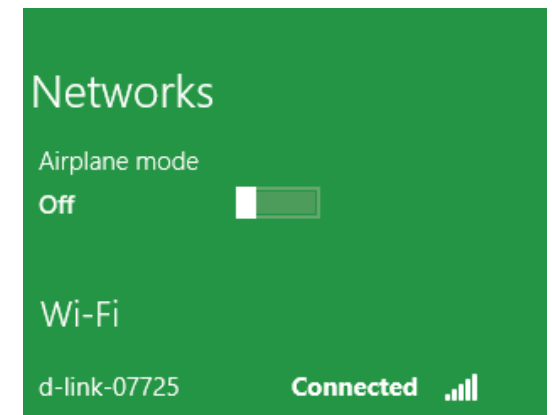 Networks
Airplane mode
Off
Wi-Fi
d-link-07725 Connected